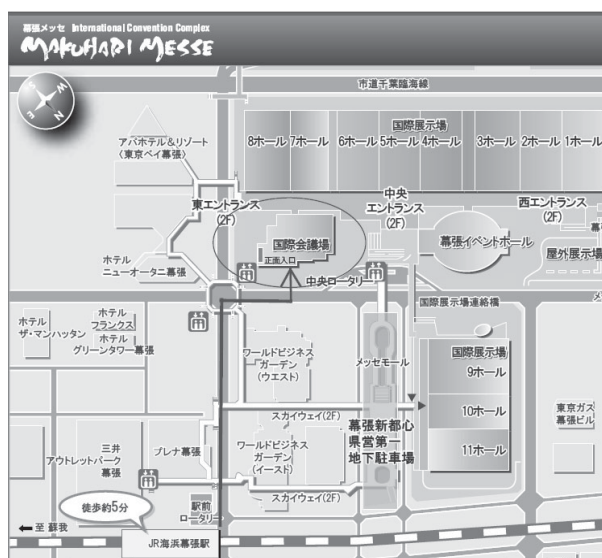 幕張メッセ International Convention Complex
MAKUHARI MESSE
市道千葉臨海線
W
S
N
E
アパホテル&リゾート
〈東京ベイ幕張〉
国際展示場
8ホール
7ホール
6ホール
5ホール
4ホール
3ホール
2ホール
1ホール
東エントランス
(2F)
中央
エントランス
(2F)
西エントランス
(2F)
国際会議場
正面入口
幕張イベントホール
屋外展示場
ホテル
ニューオータニ幕張
中央ロータリー
国際展示場連絡橋
ホテル
ザ・マンハッタン
ホテル
フランクス
ホテル
グリーンタワー幕張
ワールドビジネス
ガーデン
(ウエスト)
メッセモール
国際展示場
9ホール
10ホール
11ホール
スカイウェイ(2F)
幕張新都心
県営第一
地下駐車場
東京ガス
幕張ビル
三井
アウトレットパーク
幕張
プレナ幕張
ワールドビジネス
ガーデン
(イースト)
スカイウェイ(2F)
駅前
ロータリー
徒歩約5分
至 蘇我
JR海浜幕張駅